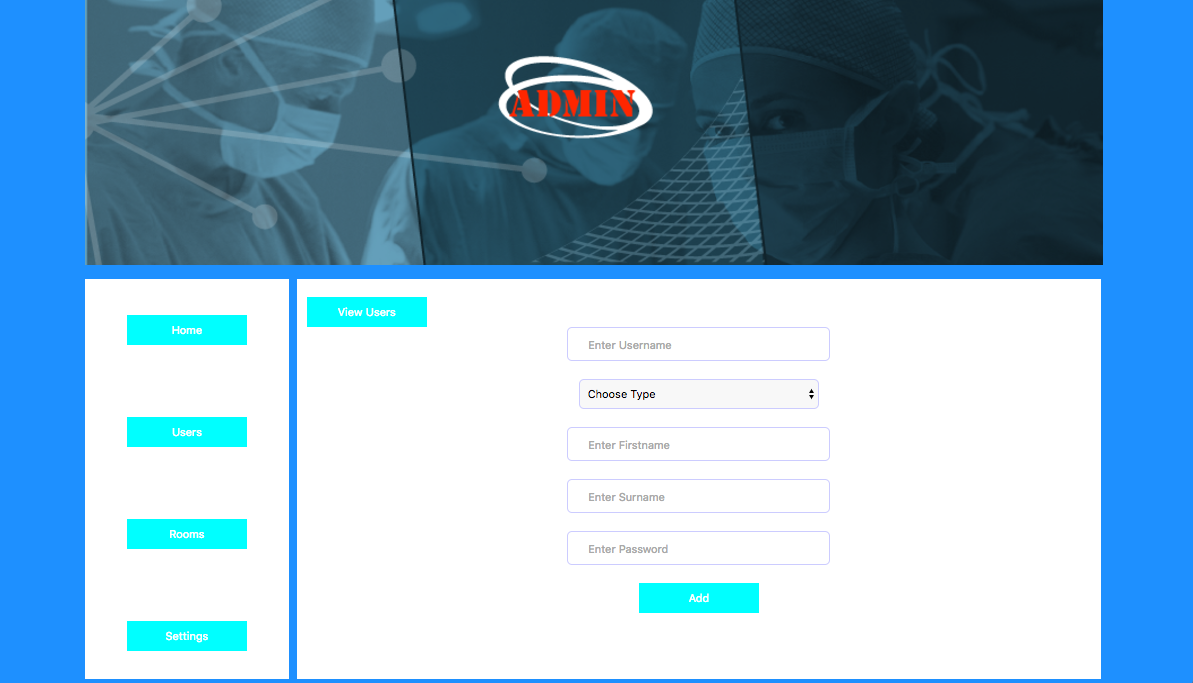 ADMIN
Home
Users
Rooms
Settings
View Users
Enter Username
Choose Type
Enter Firstname
Enter Surname
Enter Password
Add